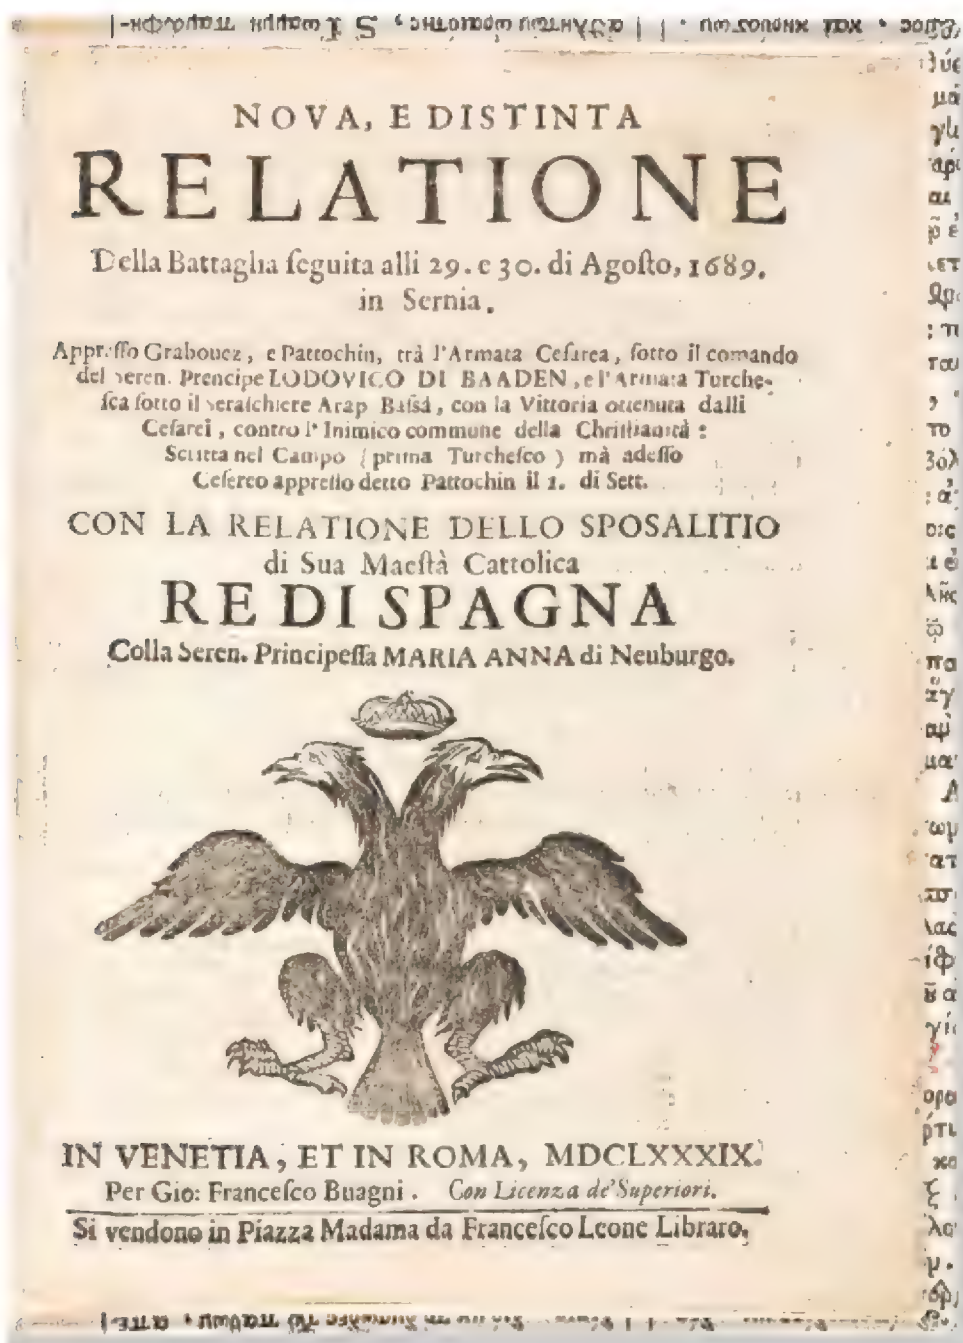 NOVA, E DISTINTA
RELATIONE
Della Battaglia ſeguita alli 29. e 30. di Agoſto, 1689.
in Sernia.
Appreſſo Grabouez, e Pattochin, trà l'Armata Ceſarea, ſotto il comando
del Seren. Prencipe LODOVICO DI BAADEN, e l'Armata Turche-
ſca ſotto il Seraſchiere Arap Baſsá, con la Vittoria ottenuta dalli
Ceſarei, contro l'Inimico commune della Chriſtianità:
Scritta nel Campo (prima Turcheſco) mà adeſſo
Ceſereo appreſſo detto Pattochin il 1. di Sett.
CON LA RELATIONE DELLO SPOSALITIO
di Sua Maeſtà Cattolica
RE DI SPAGNA
Colla Seren. Principeſſa MARIA ANNA di Neuburgo.
IN VENETIA, ET IN ROMA, MDCLXXXIX.
Per Gio: Franceſco Buagni. Con Licenza de' Superiori.
Si vendono in Piazza Madama da Franceſco Leone Libraro.